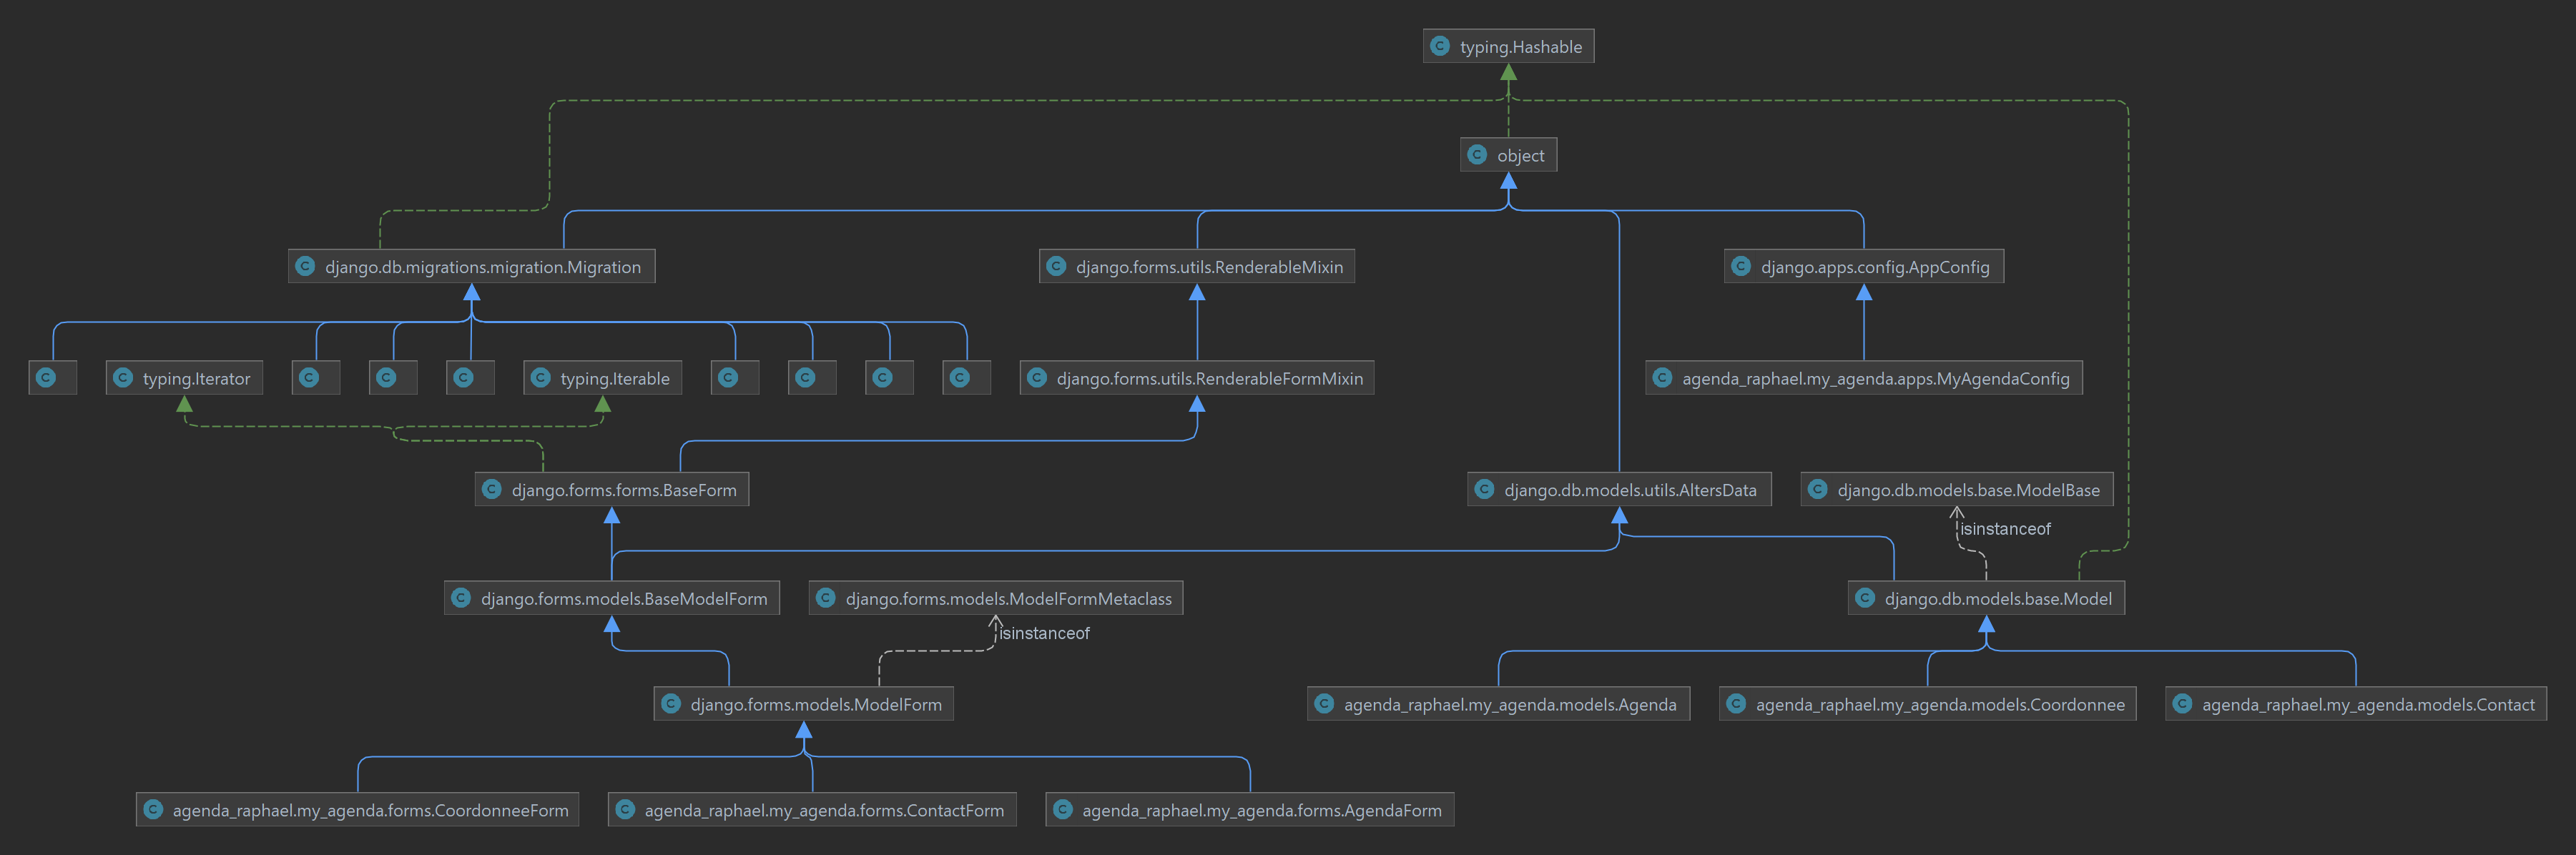 typing.Hashable
object
django.db.migrations.migration.Migration
django.forms.utils.RenderableMixin
django.apps.config.AppConfig
C
C typing.Iterator
C
C
C
C typing.Iterable
C
C
C
C
django.forms.utils.RenderableFormMixin
agenda_raphael.my_agenda.apps.MyAgendaConfig
django.forms.forms.BaseForm
django.db.models.utils.AltersData
django.db.models.base.ModelBase
isinstanceof
django.forms.models.BaseModelForm
django.forms.models.ModelFormMetaclass
django.db.models.base.Model
isinstanceof
django.forms.models.ModelForm
agenda_raphael.my_agenda.models.Agenda
agenda_raphael.my_agenda.models.Coordonnee
agenda_raphael.my_agenda.models.Contact
agenda_raphael.my_agenda.forms.CoordonneeForm
agenda_raphael.my_agenda.forms.ContactForm
agenda_raphael.my_agenda.forms.AgendaForm